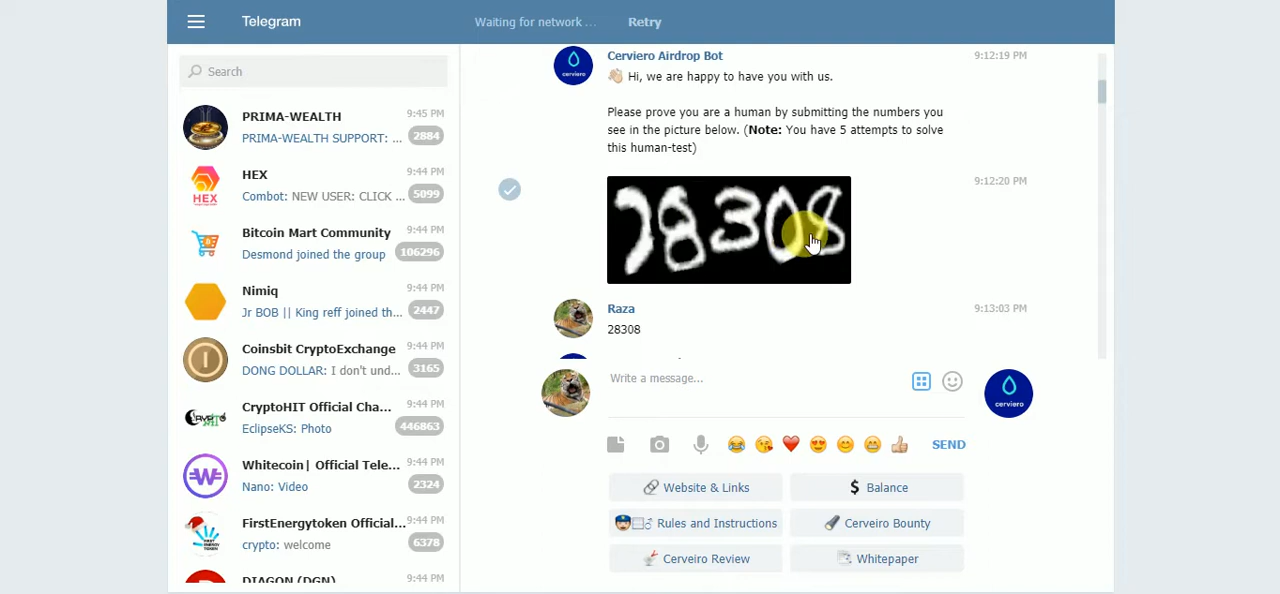 Telegram
Waiting for network ...
Retry
Search
PRIMA-WEALTH
9:45 PM
PRIMA-WEALTH SUPPORT: ...
2884
HEX
9:44 PM
HEX
Combot: NEW USER: CLICK ...
5099
Bitcoin Mart Community
9:44 PM
Desmond joined the group
106296
Nimiq
9:44 PM
Jr BOB || King reff joined th...
2447
Coinsbit CryptoExchange
9:44 PM
DONG DOLLAR: I don't und...
3165
CryptoHIT Official Cha...
9:44 PM
EclipseKS: Photo
446863
Whitecoin| Official Tele...
9:44 PM
Nano: Video
2324
FirstEnergytoken Official...
9:44 PM
crypto: welcome
6378
DIAGON (DGN)
9:44 PM
Cerviero Airdrop Bot
9:12:19 PM
cerviero
👋🏻 Hi, we are happy to have you with us.
Please prove you are a human by submitting the numbers you
see in the picture below. (Note: You have 5 attempts to solve
this human-test)
9:12:20 PM
78308
Raza
9:13:03 PM
28308
Write a message...
cerviero
SEND
Website & Links
Balance
Rules and Instructions
Cerveiro Bounty
Cerveiro Review
Whitepaper